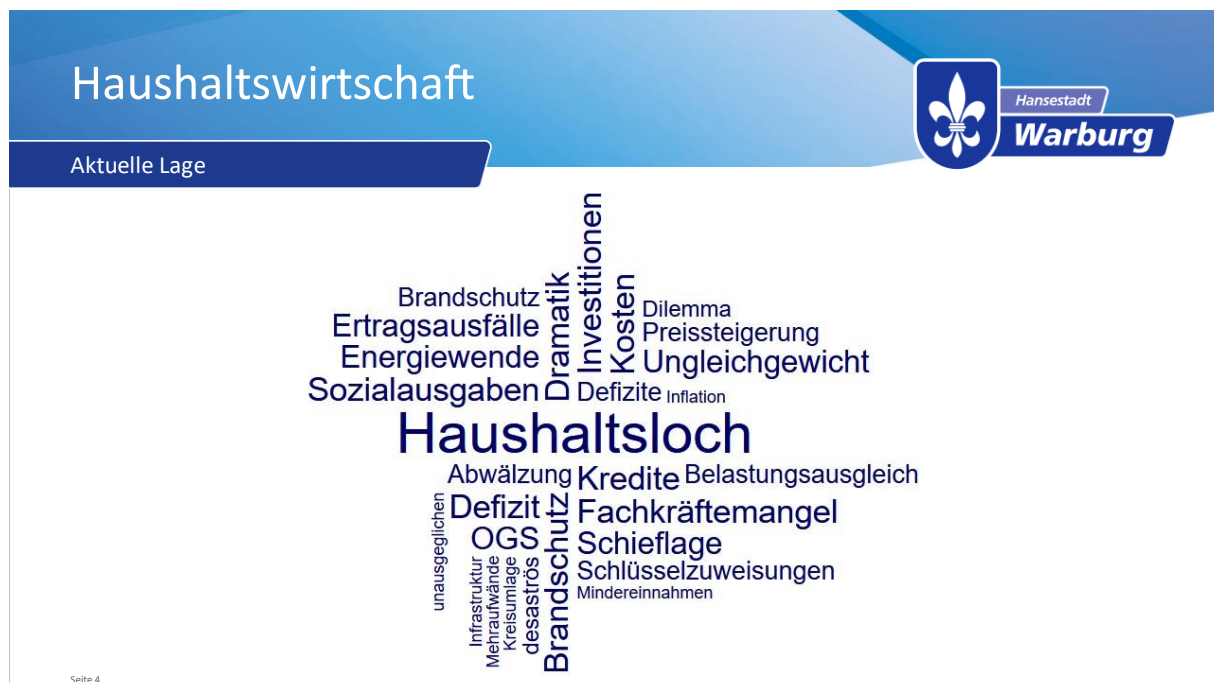 Haushaltswirtschaft
Hansestadt
Warburg
Aktuelle Lage
Investitionen
Dramatik
Kosten
Brandschutz
Dilemma
Ertragsausfälle
Preissteigerung
Energiewende
Ungleichgewicht
Sozialausgaben
Defizite
Inflation
Haushaltsloch
Abwälzung
Kredite
Belastungsausgleich
unausgeglichen
Defizit
Brandschutz
Fachkräftemangel
OGS
Schieflage
Infrastruktur
Mehraufwände
Kreisumlage
desaströs
Schlüsselzuweisungen
Mindereinnahmen
Seite 4